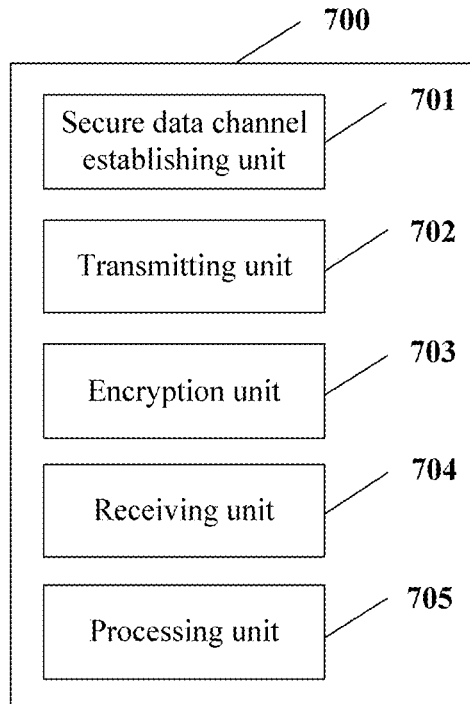 700
701
Secure data channel
establishing unit
702
Transmitting unit
703
Encryption unit
704
Receiving unit
705
Processing unit